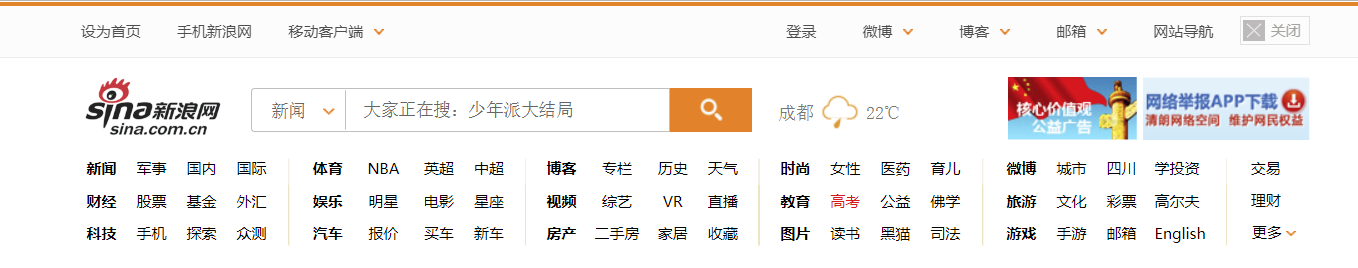 设为首页 手机新浪网 移动客户端 登录 微博 博客 邮箱 网站导航 关闭
sina新浪网
sina.com.cn
新闻 大家正在搜：少年派大结局 成都 22℃
核心价值观
公益广告
网络举报APP下载
清朗网络空间 维护网民权益
新闻 军事 国内 国际 体育 NBA 英超 中超 博客 专栏 历史 天气 时尚 女性 医药 育儿 微博 城市 四川 学投资 交易
财经 股票 基金 外汇 娱乐 明星 电影 星座 视频 综艺 VR 直播 教育 高考 公益 佛学 旅游 文化 彩票 高尔夫 理财
科技 手机 探索 众测 汽车 报价 买车 新车 房产 二手房 家居 收藏 图片 读书 黑猫 司法 游戏 手游 邮箱 English 更多